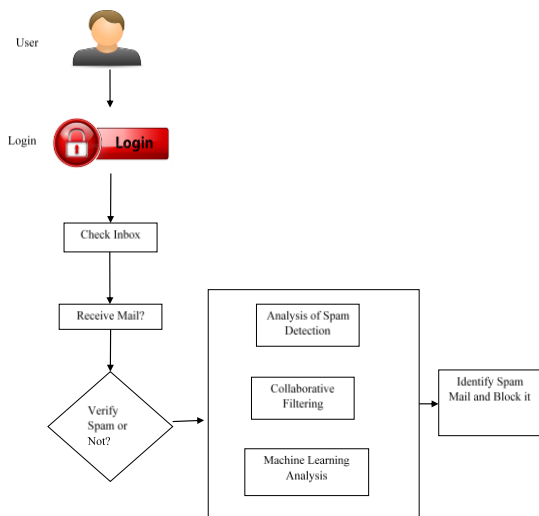 User
Login
Login
Check Inbox
Receive Mail?
Verify
Spam or
Not?
Analysis of Spam
Detection
Collaborative
Filtering
Machine Learning
Analysis
Identify Spam
Mail and Block it